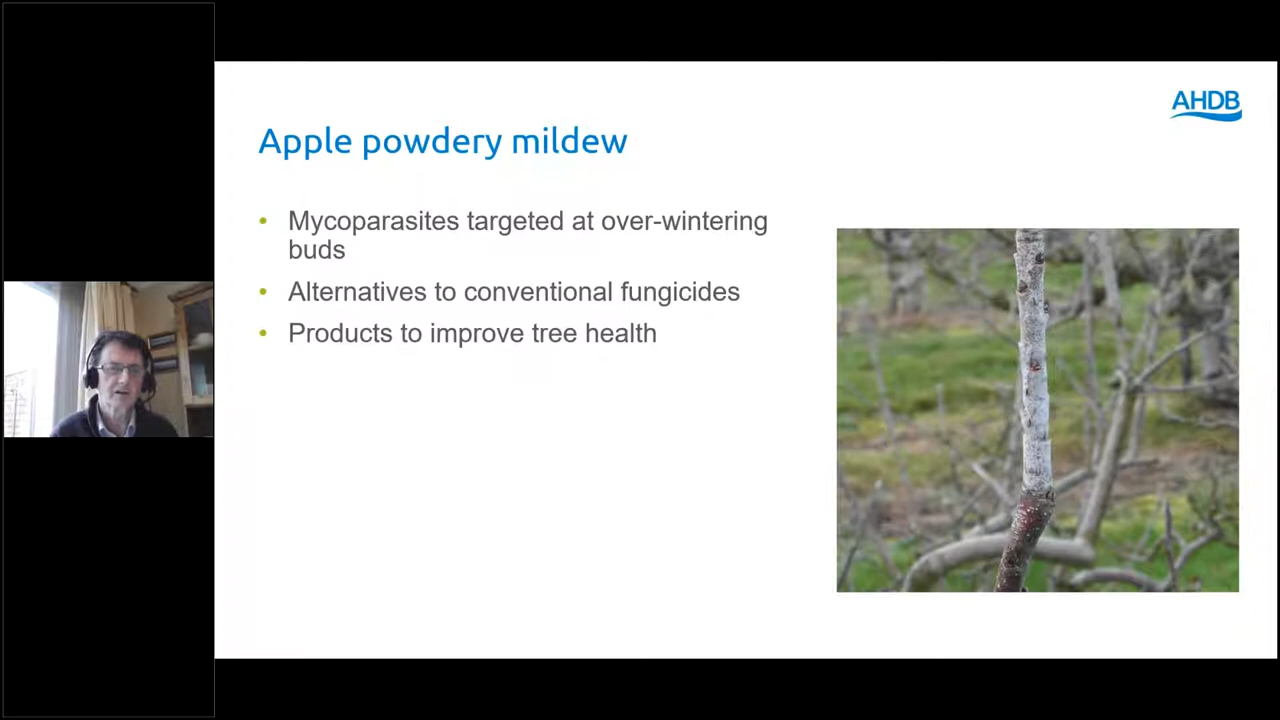 AHDB
Apple powdery mildew
• Mycoparasites targeted at over-wintering
buds
• Alternatives to conventional fungicides
• Products to improve tree health